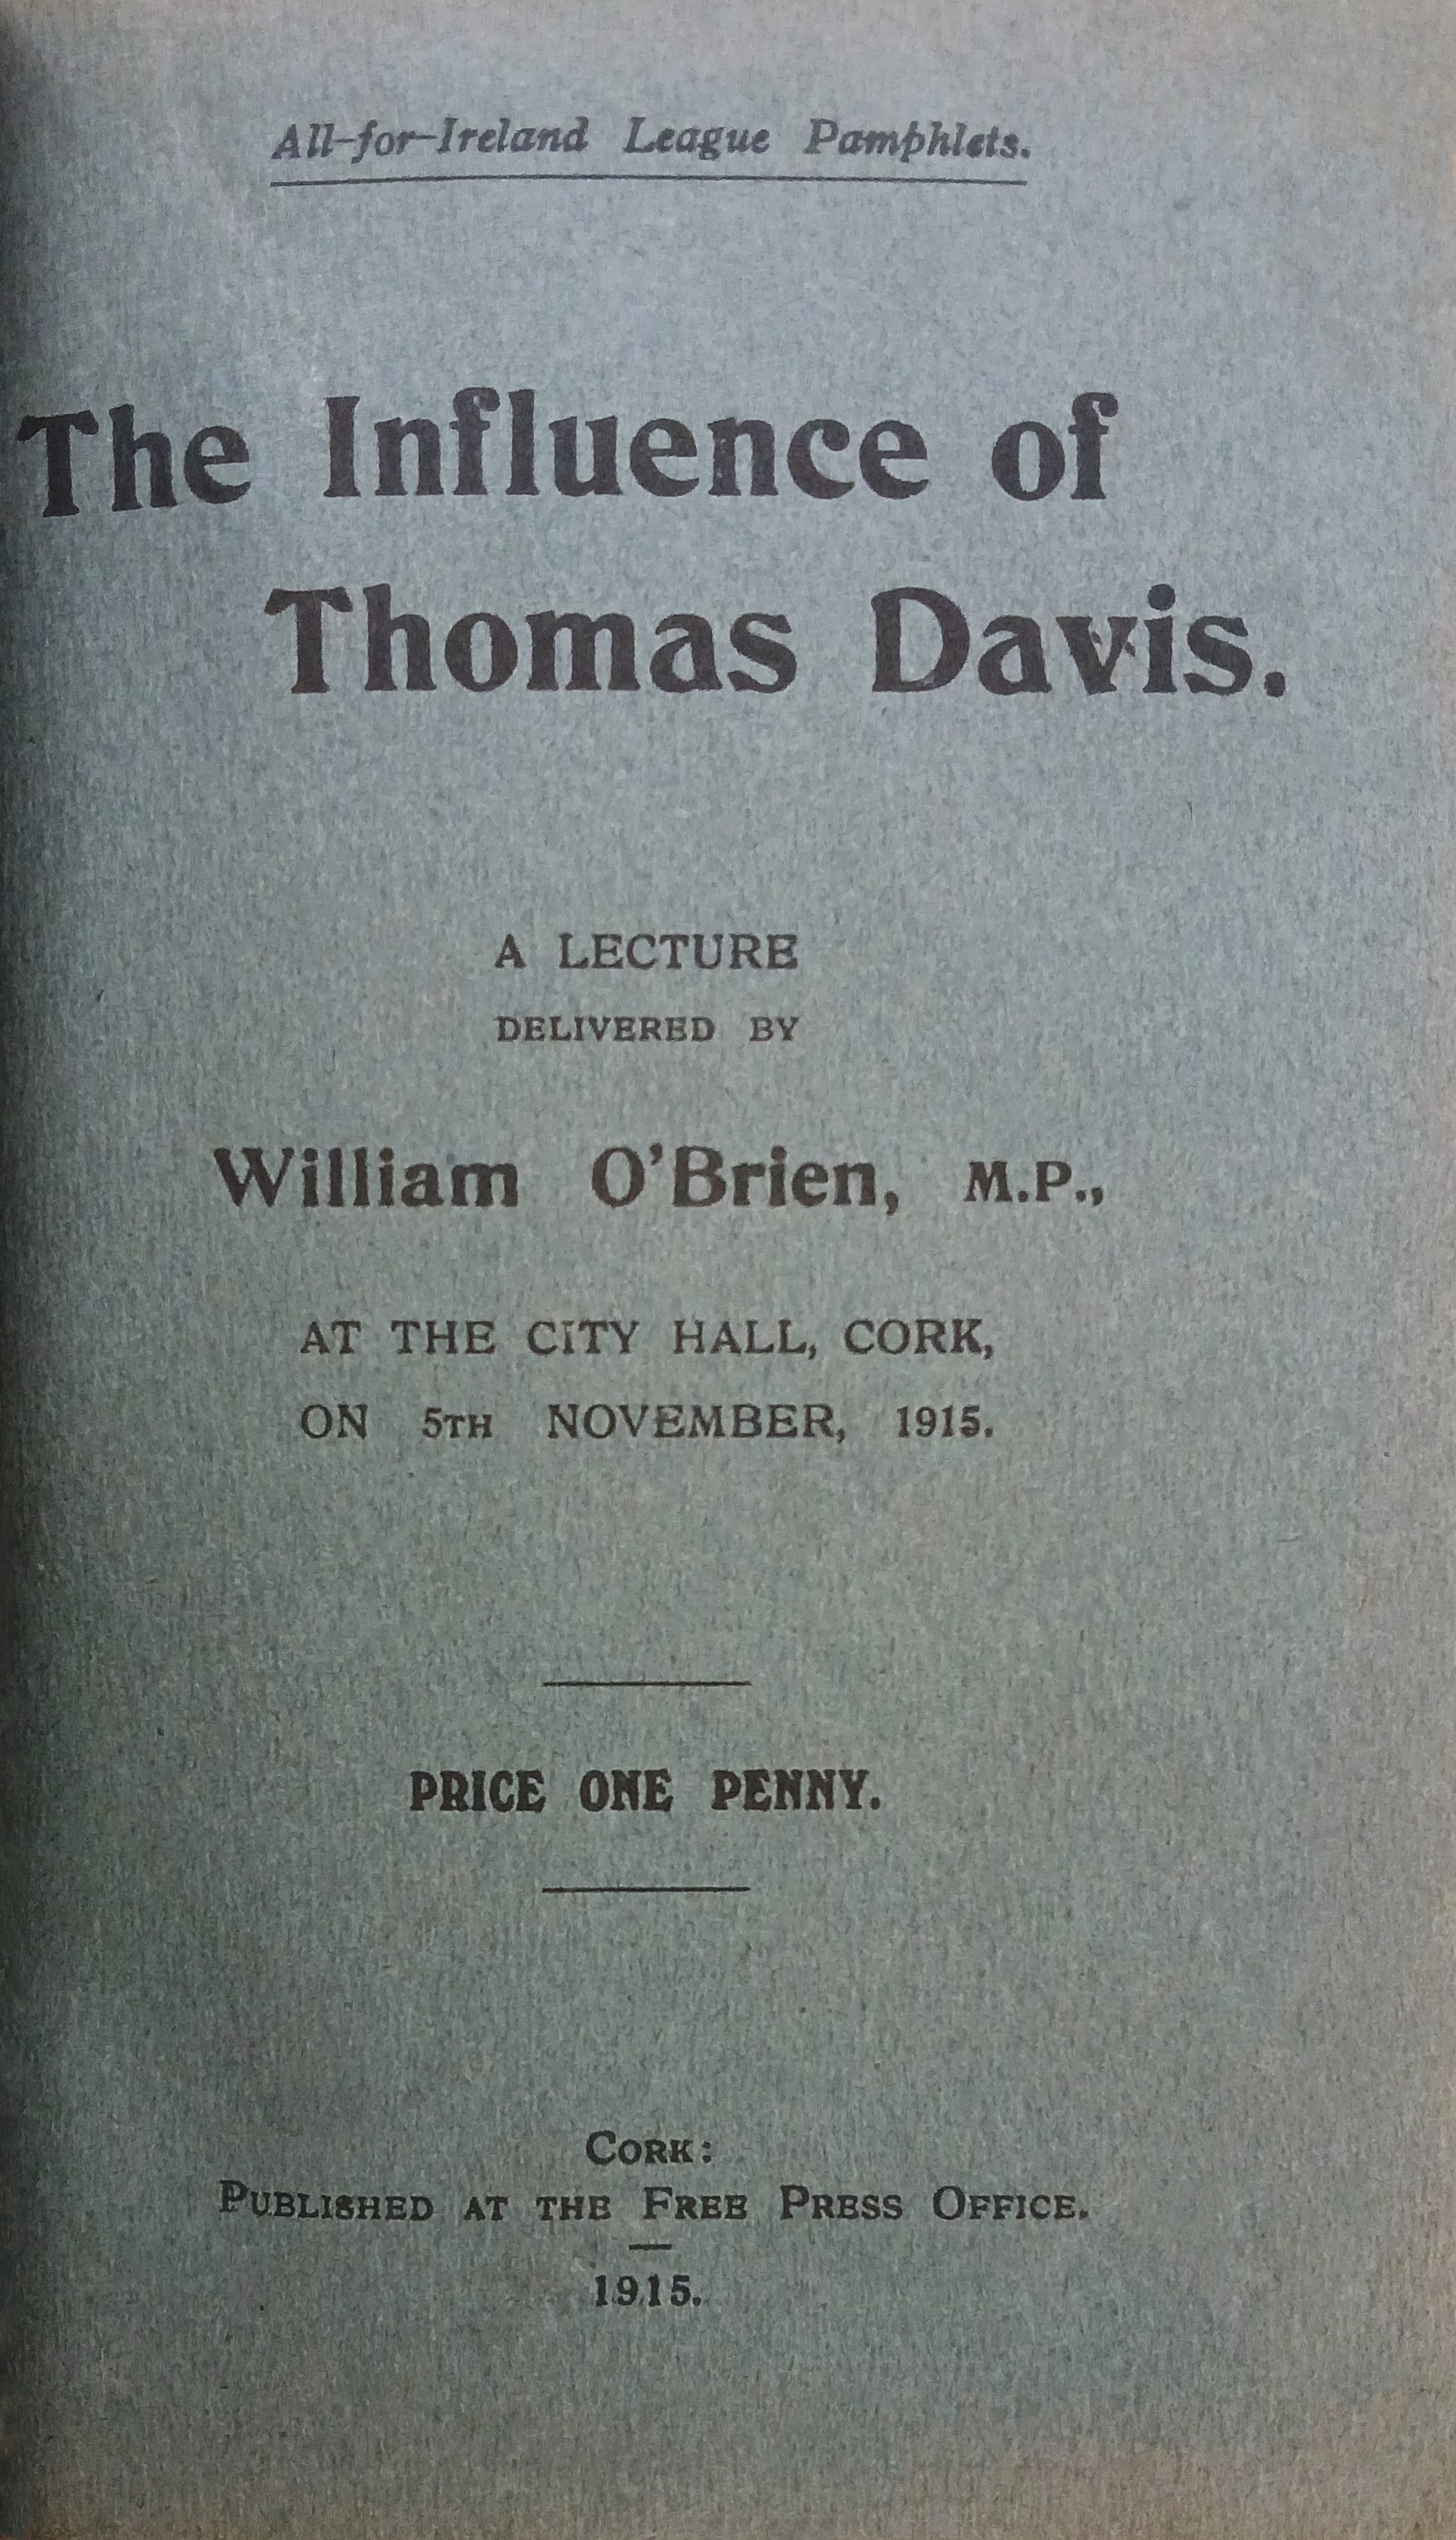 All-for-Ireland League Pamphlets.
The Influence of
Thomas Davis.
A LECTURE
DELIVERED BY
William O'Brien, M.P.,
AT THE CITY HALL, CORK,
ON 5TH NOVEMBER, 1915.
PRICE ONE PENNY.
CORK:
PUBLISHED AT THE FREE PRESS OFFICE.
1915.